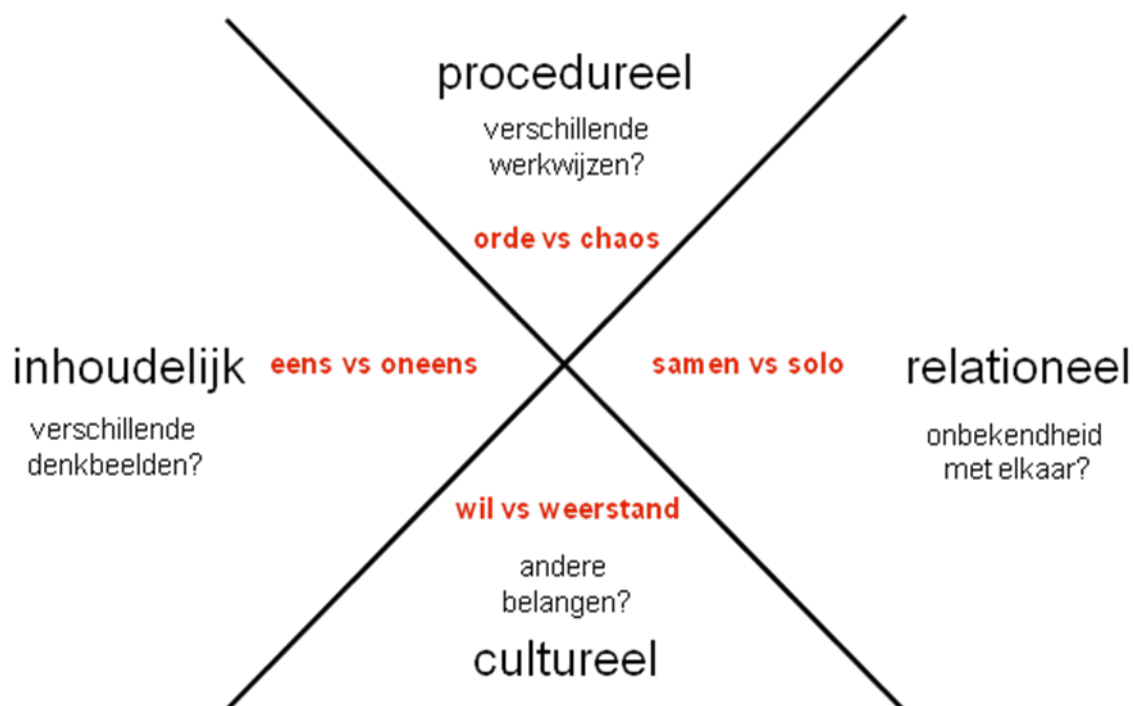 procedureel
verschillende
werkwijzen?
orde vs chaos
inhoudelijk
eens vs oneens
samen vs solo
relationeel
verschillende
denkbeelden?
onbekendheid
met elkaar?
wil vs weerstand
andere
belangen?
cultureel